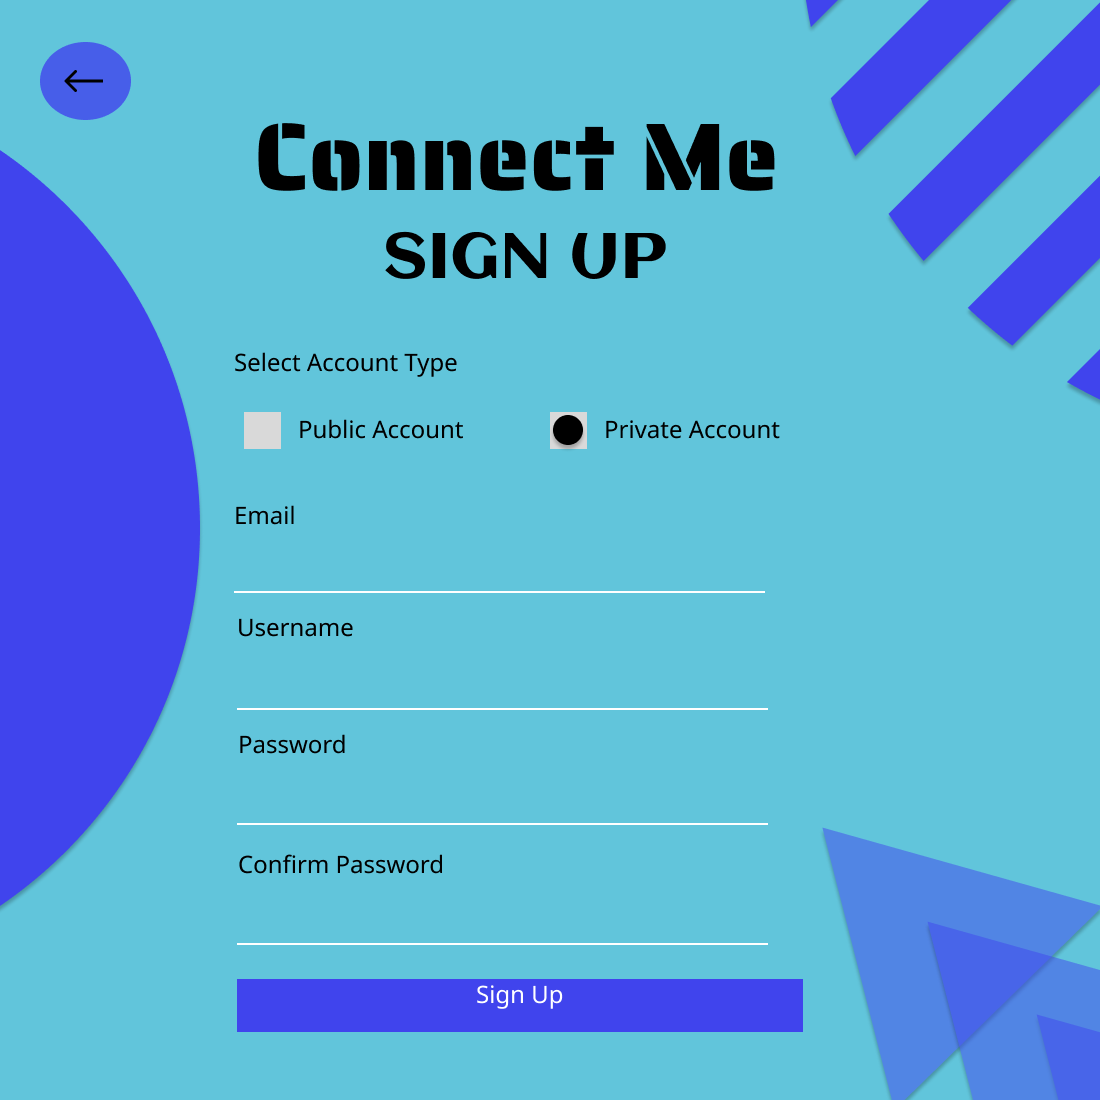 Connect Me
SIGN UP
Select Account Type
Public Account
Private Account
Email
Username
Password
Confirm Password
Sign Up